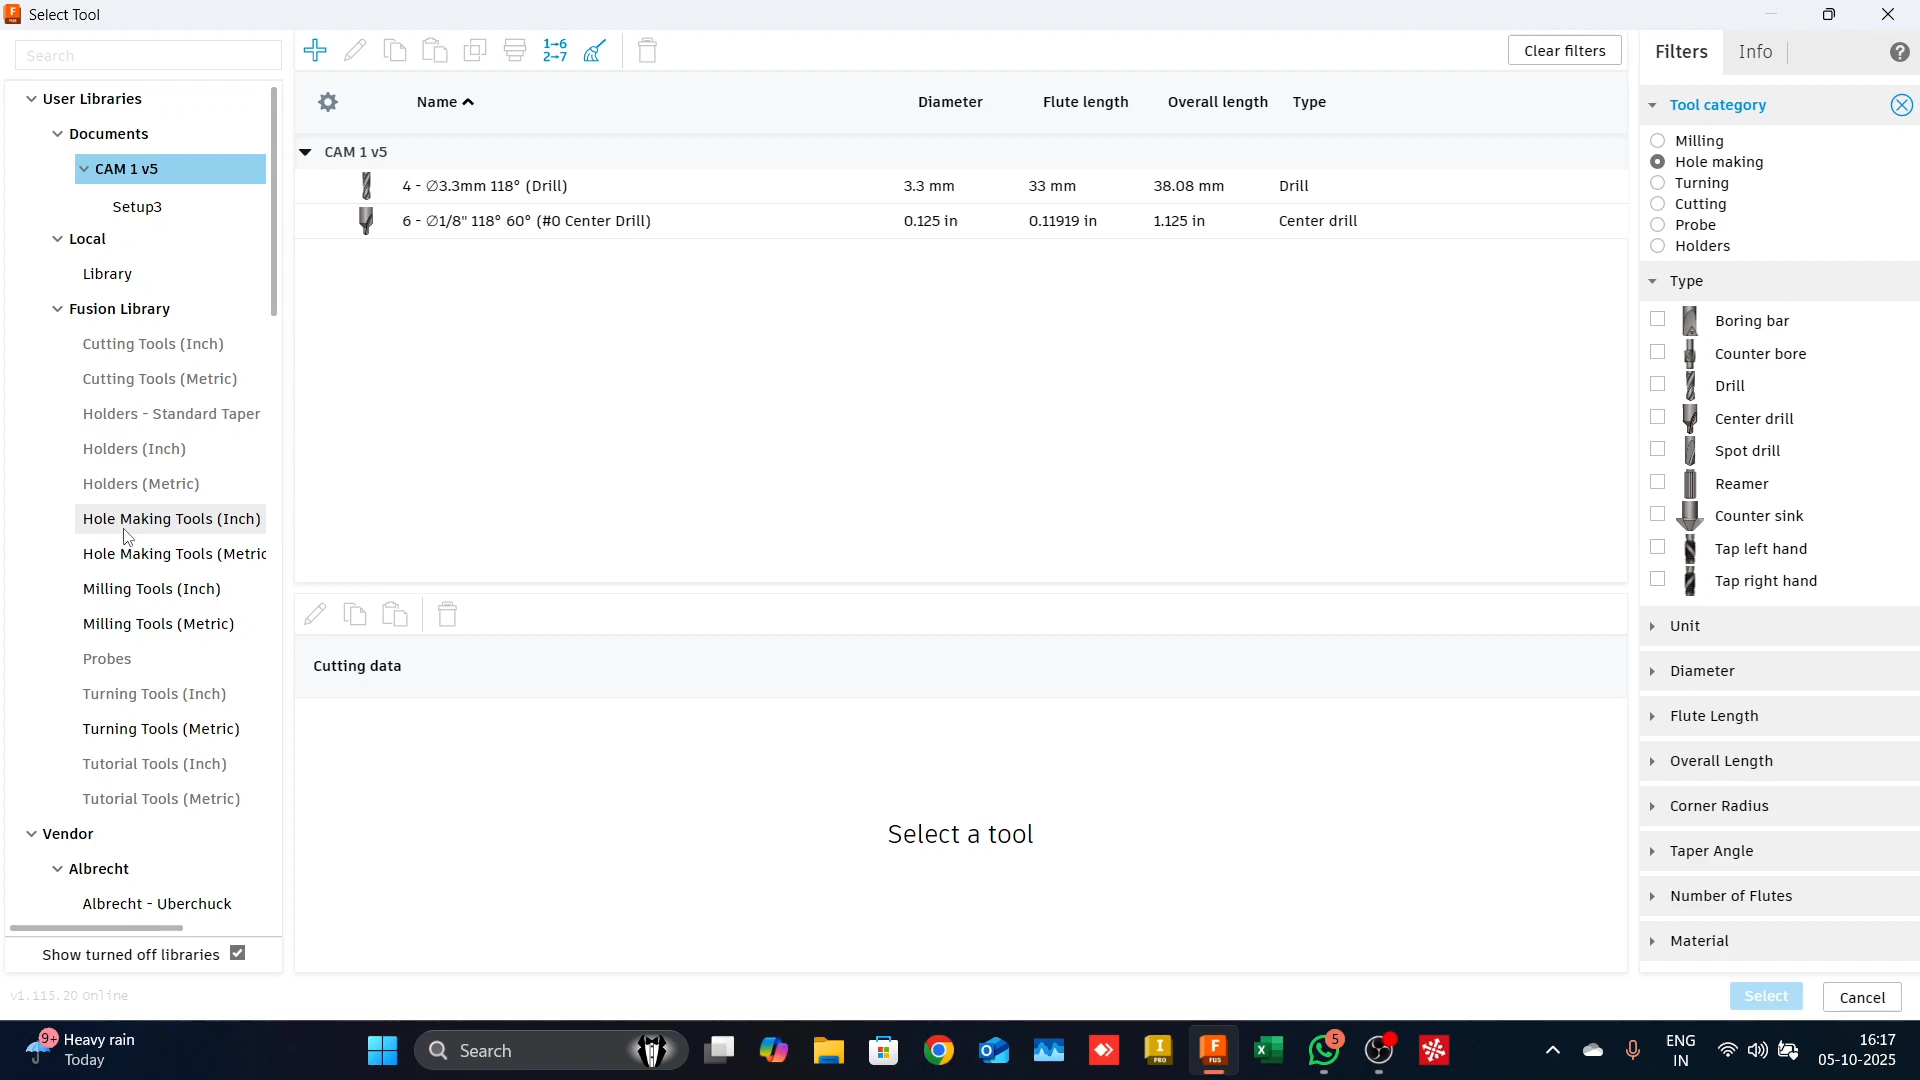 Select Tool
Search
User Libraries
Documents
CAM 1 v5
Setup3
Local
Library
Fusion Library
Cutting Tools (Inch)
Cutting Tools (Metric)
Holders - Standard Taper
Holders (Inch)
Holders (Metric)
Hole Making Tools (Inch)
Hole Making Tools (Metric
Milling Tools (Inch)
Milling Tools (Metric)
Probes
Turning Tools (Inch)
Turning Tools (Metric)
Tutorial Tools (Inch)
Tutorial Tools (Metric)
Vendor
Albrecht
Albrecht - Uberchuck
Show turned off libraries
v1.115.20 Online
1→6
2→7
Clear filters
Name Diameter Flute length Overall length Type
CAM 1 v5
4 - ∅3.3mm 118° (Drill) 3.3 mm 33 mm 38.08 mm Drill
6 - ∅1/8" 118° 60° (#0 Center Drill) 0.125 in 0.11919 in 1.125 in Center drill
Cutting data
Select a tool
Filters Info ?
Tool category
Milling
Hole making
Turning
Cutting
Probe
Holders
Type
Boring bar
Counter bore
Drill
Center drill
Spot drill
Reamer
Counter sink
Tap left hand
Tap right hand
Unit
Diameter
Flute Length
Overall Length
Corner Radius
Taper Angle
Number of Flutes
Material
Select Cancel
9+
Heavy rain
Today
Search
I
PRO
F
FUS
5
ENG
IN
16:17
05-10-2025